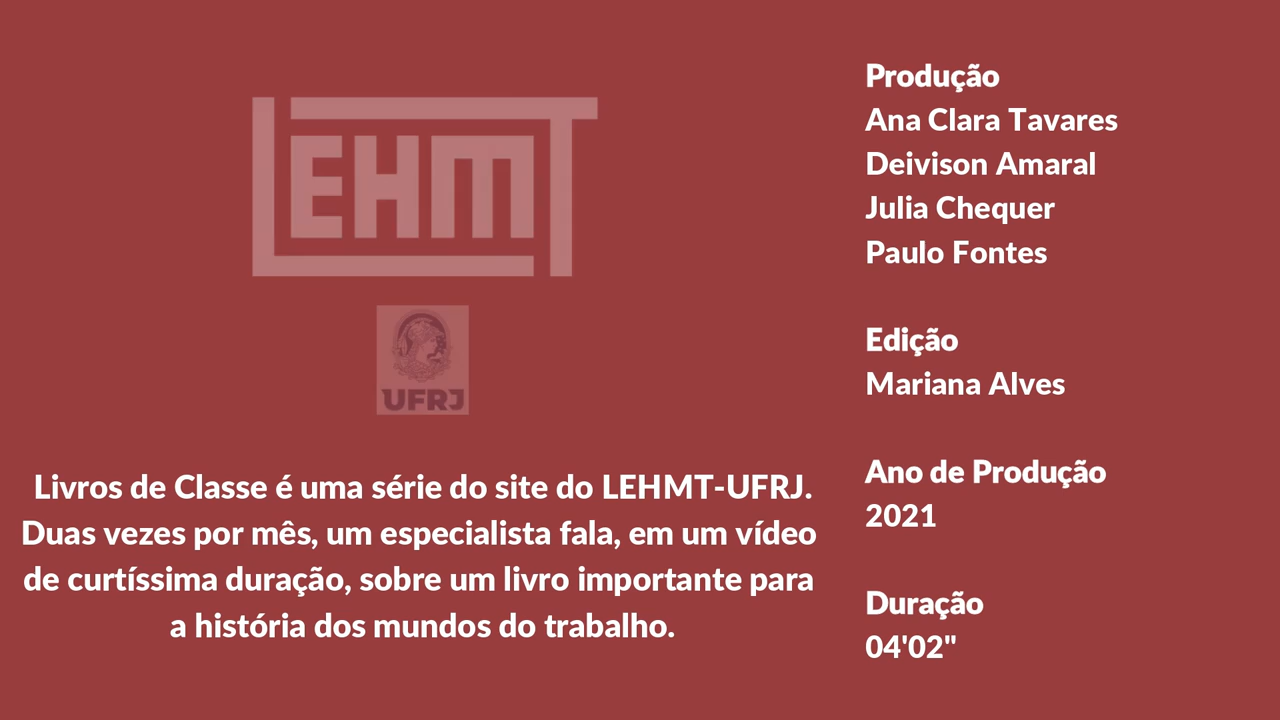 LEHMT
UFRJ
Livros de Classe é uma série do site do LEHMT-UFRJ.
Duas vezes por mês, um especialista fala, em um vídeo
de curtíssima duração, sobre um livro importante para
a história dos mundos do trabalho.
Produção
Ana Clara Tavares
Deivison Amaral
Julia Chequer
Paulo Fontes
Edição
Mariana Alves
Ano de Produção
2021
Duração
04'02"